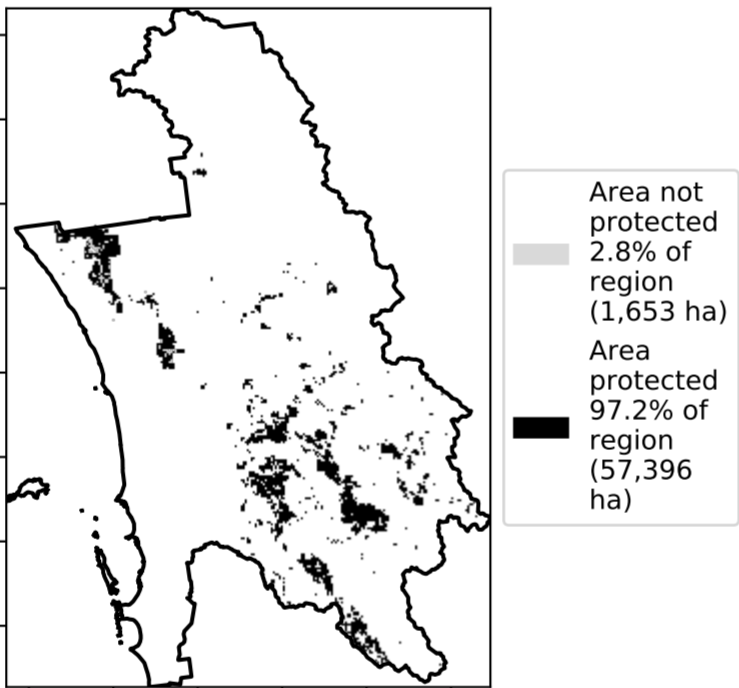 Area not
protected
2.8% of
region
(1,653 ha)
Area
protected
97.2% of
region
(57,396
ha)